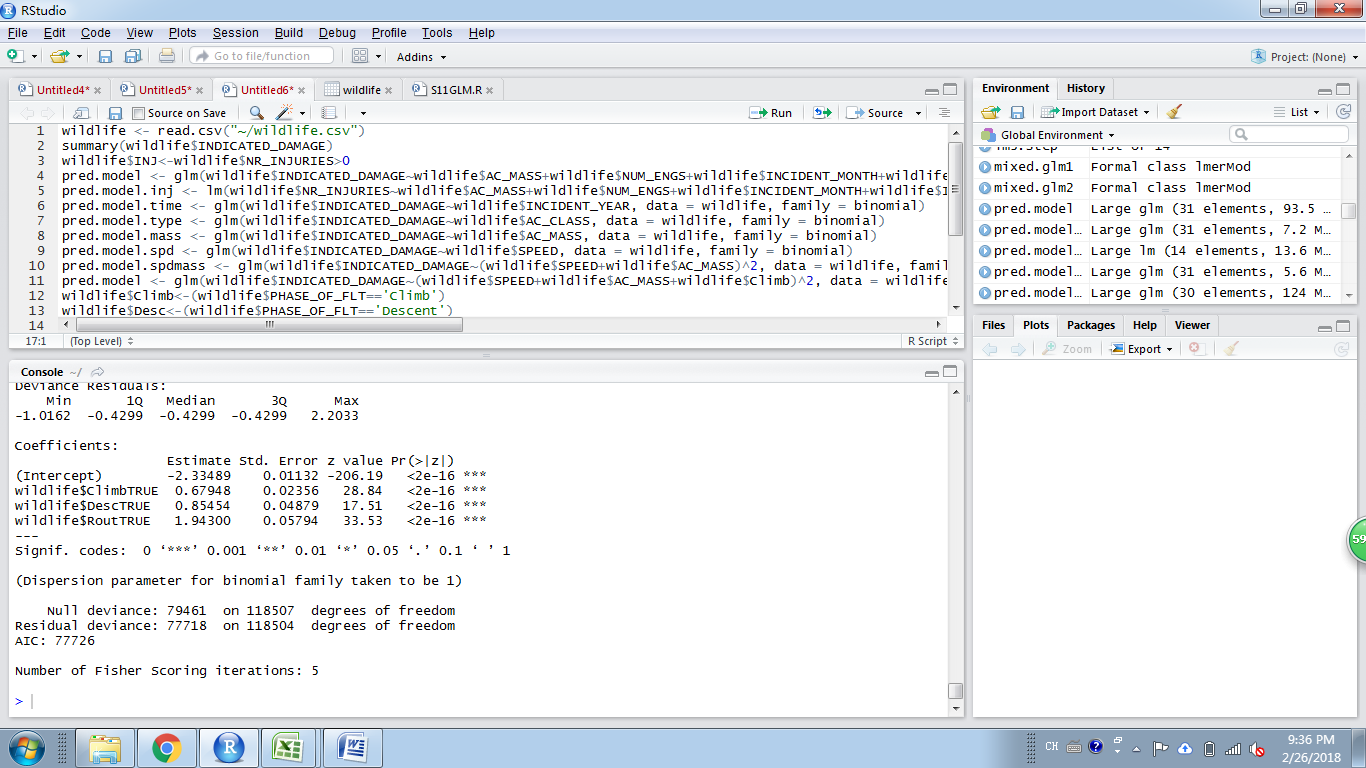 RStudio
File Edit Code View Plots Session Build Debug Profile Tools Help
Go to file/function Addins Project: (None)
Untitled4* Untitled5* Untitled6* wildlife S11GLM.R
Source on Save Run Source
1 wildlife <- read.csv("~/wildlife.csv")
2 summary(wildlife$INDICATED_DAMAGE)
3 wildlife$INJ<-wildlife$NR_INJURIES>0
4 pred.model <- glm(wildlife$INDICATED_DAMAGE~wildlife$AC_MASS+wildlife$NUM_ENGS+wildlife$INCIDENT_MONTH+wildlife
5 pred.model.inj <- lm(wildlife$NR_INJURIES~wildlife$AC_MASS+wildlife$NUM_ENGS+wildlife$INCIDENT_MONTH+wildlife$I
6 pred.model.time <- glm(wildlife$INDICATED_DAMAGE~wildlife$INCIDENT_YEAR, data = wildlife, family = binomial)
7 pred.model.type <- glm(wildlife$INDICATED_DAMAGE~wildlife$AC_CLASS, data = wildlife, family = binomial)
8 pred.model.mass <- glm(wildlife$INDICATED_DAMAGE~wildlife$AC_MASS, data = wildlife, family = binomial)
9 pred.model.spd <- glm(wildlife$INDICATED_DAMAGE~wildlife$SPEED, data = wildlife, family = binomial)
10 pred.model.spdmass <- glm(wildlife$INDICATED_DAMAGE~(wildlife$SPEED+wildlife$AC_MASS)^2, data = wildlife, famil
11 pred.model <- glm(wildlife$INDICATED_DAMAGE~(wildlife$SPEED+wildlife$AC_MASS+wildlife$Climb)^2, data = wildlife
12 wildlife$Climb<-(wildlife$PHASE_OF_FLT=='Climb')
13 wildlife$Desc<-(wildlife$PHASE_OF_FLT=='Descent')
14
17:1 (Top Level) R Script
Console ~/
Deviance Residuals:
Min 1Q Median 3Q Max
-1.0162 -0.4299 -0.4299 -0.4299 2.2033
Coefficients:
Estimate Std. Error z value Pr(>|z|)
(Intercept) -2.33489 0.01132 -206.19 <2e-16 ***
wildlife$ClimbTRUE 0.67948 0.02356 28.84 <2e-16 ***
wildlife$DescTRUE 0.85454 0.04879 17.51 <2e-16 ***
wildlife$RoutTRUE 1.94300 0.05794 33.53 <2e-16 ***
---
Signif. codes: 0 ‘***’ 0.001 ‘**’ 0.01 ‘*’ 0.05 ‘.’ 0.1 ‘ ’ 1
(Dispersion parameter for binomial family taken to be 1)
Null deviance: 79461 on 118507 degrees of freedom
Residual deviance: 77718 on 118504 degrees of freedom
AIC: 77726
Number of Fisher Scoring iterations: 5
>
Environment History
Import Dataset List
Global Environment
mixed.glm1 Formal class lmerMod
mixed.glm2 Formal class lmerMod
pred.model Large glm (31 elements, 93.5 …
pred.model… Large glm (31 elements, 7.2 M…
pred.model… Large lm (14 elements, 13.6 M…
pred.model… Large glm (31 elements, 5.6 M…
pred.model… Large glm (30 elements, 124 M…
Files Plots Packages Help Viewer
Zoom Export
59
CH
9:36 PM
2/26/2018